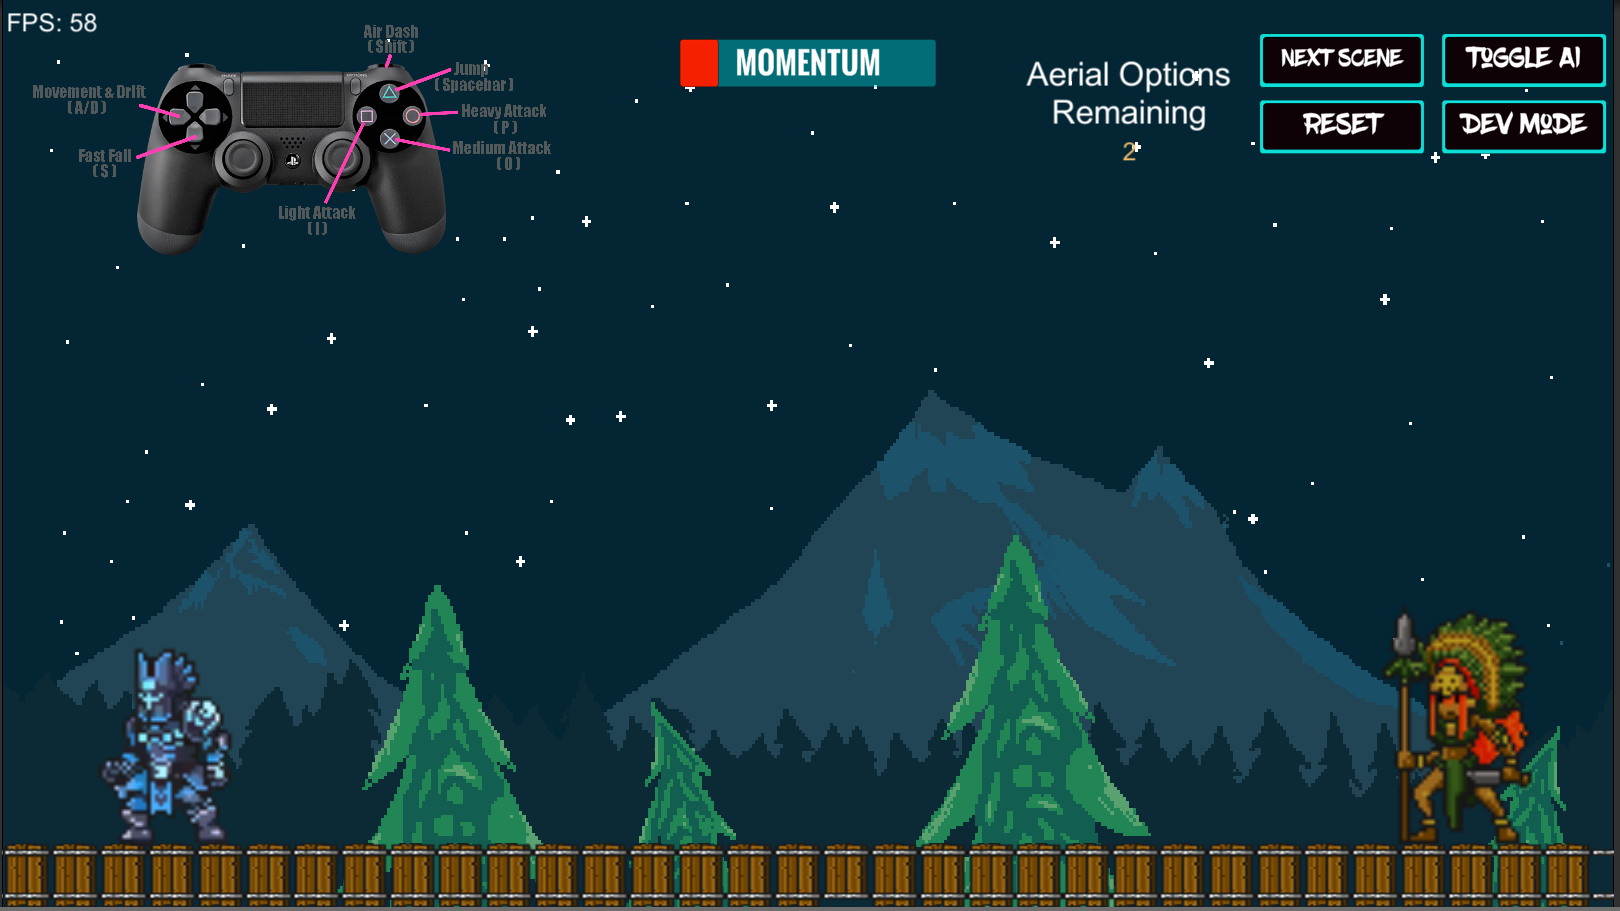 FPS: 58
Air Dash
(Shift)
Jump
(Spacebar)
Movement & Drift
(A/D)
Heavy Attack
(P)
Medium Attack
(O)
Fast Fall
(S)
Light Attack
(I)
MOMENTUM
Aerial Options
Remaining
2
NEXT SCENE
TOGGLE AI
RESET
DEV MODE